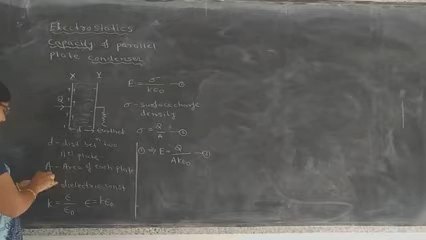 Electrostatics
Capacity of parallel
plate condenser
X Y
Q
d
d - dist. betn two
plate
A - Area of each plate
dielectric const
k = ε/ε0 ε = kε0
E = σ/kε0 - ①
σ - surface charge
density
σ = Q/A - ②
① ⇒ E = Q/Akε0 - ③